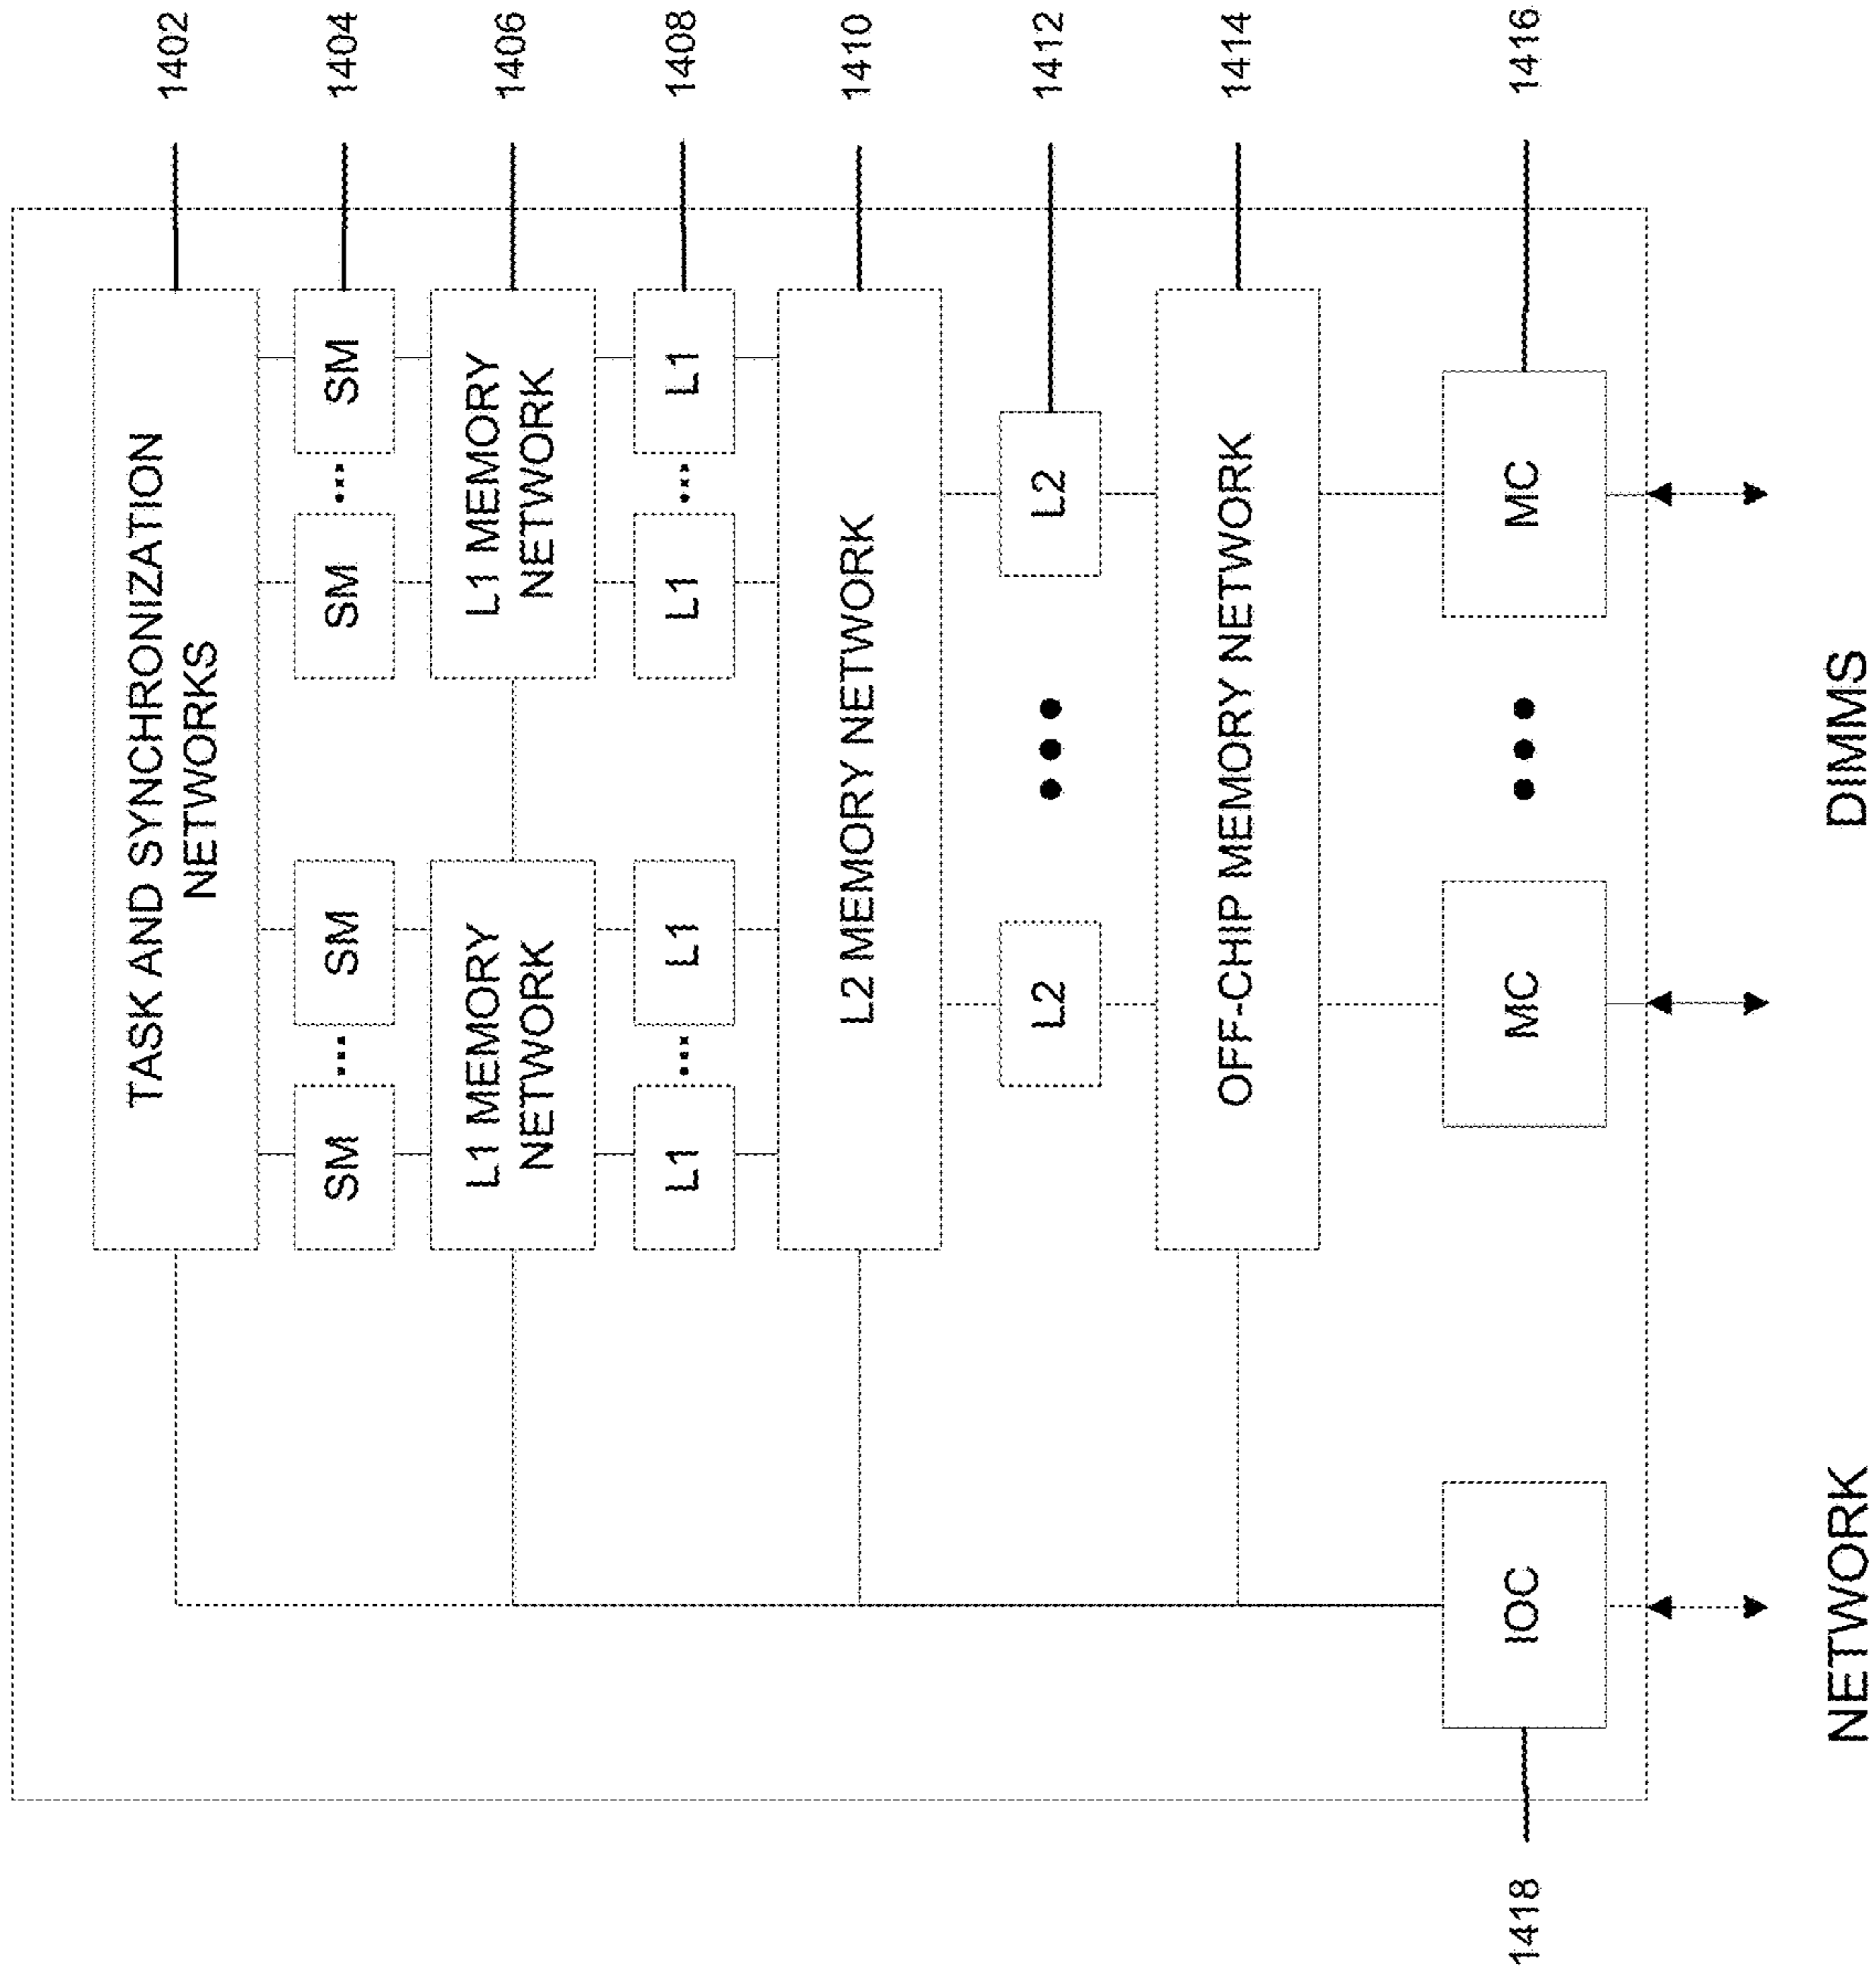 TASK AND SYNCHRONIZATION
NETWORKS
1402
SM
...
SM
SM
...
SM
1404
L1 MEMORY
NETWORK
L1 MEMORY
NETWORK
1406
L1
...
L1
L1
...
L1
1408
L2 MEMORY NETWORK
1410
L2
L2
1412
OFF-CHIP MEMORY NETWORK
1414
1418
IOC
MC
MC
1416
NETWORK
DIMMS